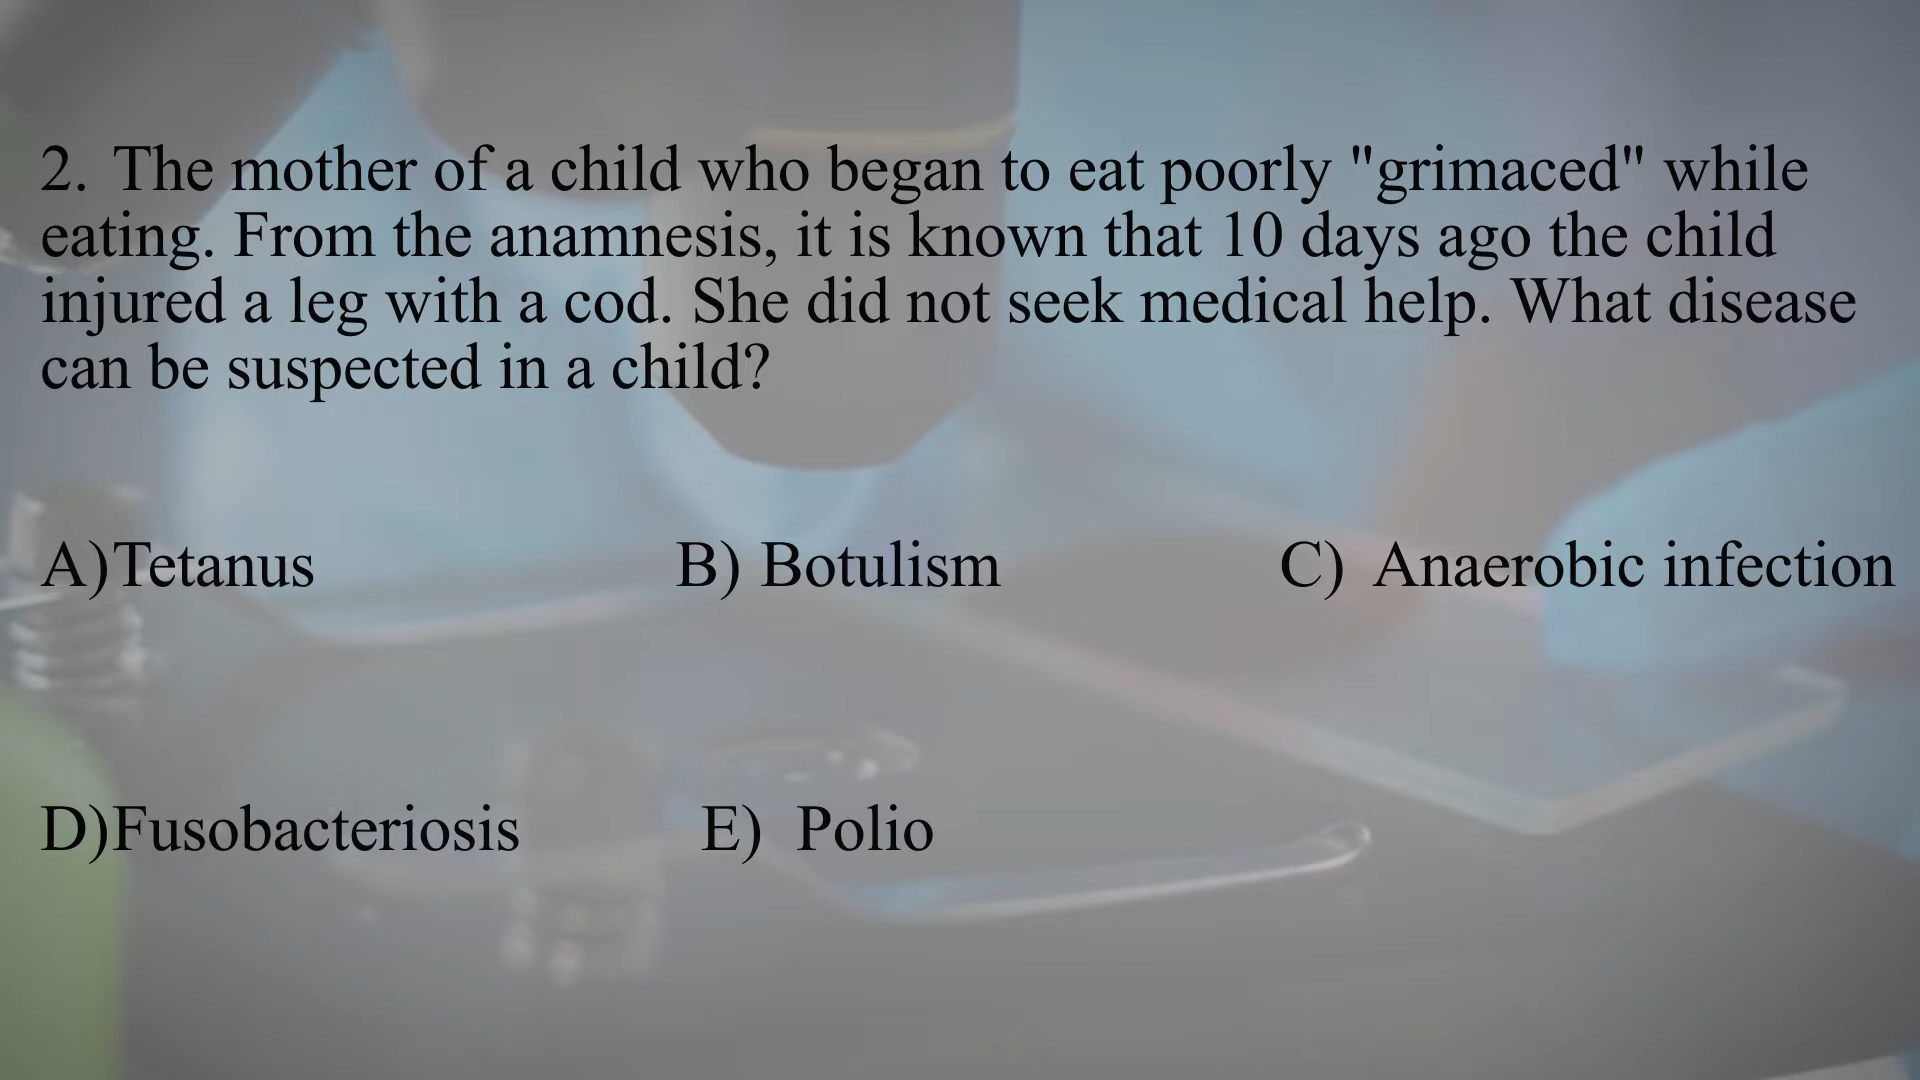 2. The mother of a child who began to eat poorly "grimaced" while
eating. From the anamnesis, it is known that 10 days ago the child
injured a leg with a cod. She did not seek medical help. What disease
can be suspected in a child?
A)Tetanus B) Botulism C) Anaerobic infection
D)Fusobacteriosis E) Polio